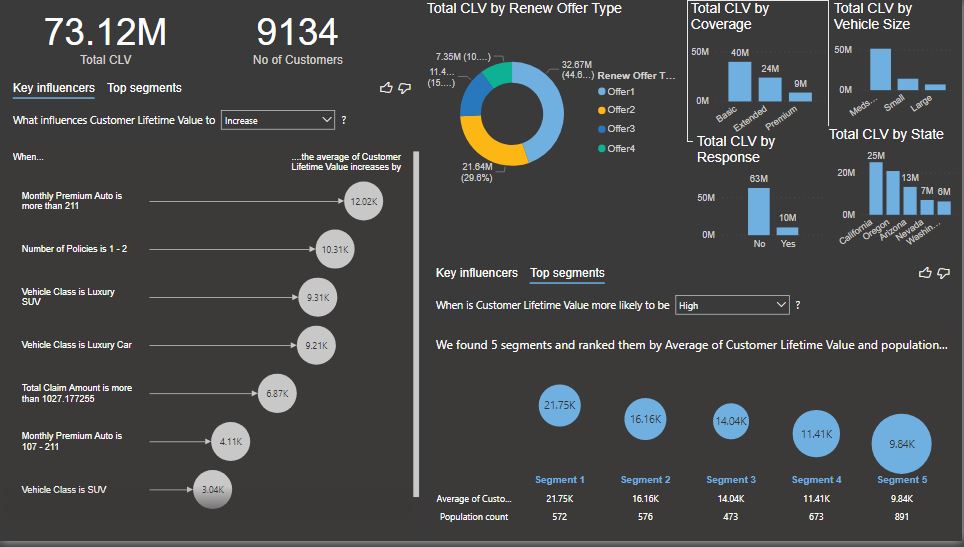 73.12M
Total CLV
9134
No of Customers
Key influencers
Top segments
What influences Customer Lifetime Value to
Increase
?
When...
....the average of Customer
Lifetime Value increases by
Monthly Premium Auto is
more than 211
12.02K
Number of Policies is 1 - 2
10.31K
Vehicle Class is Luxury
SUV
9.31K
Vehicle Class is Luxury Car
9.21K
Total Claim Amount is more
than 1027.177255
6.87K
Monthly Premium Auto is
107 - 211
4.11K
Vehicle Class is SUV
3.04K
Total CLV by Renew Offer Type
7.35M (10....)
11.4...
(15....)
32.67M
(44.6...)
21.64M
(29.6%)
Renew Offer T...
Offer1
Offer2
Offer3
Offer4
Total CLV by
Coverage
50M
0M
40M
24M
9M
Basic
Extended
Premium
Total CLV by
Vehicle Size
50M
0M
Meds...
Small
Large
Total CLV by
Response
50M
0M
63M
10M
No
Yes
Total CLV by State
20M
0M
25M
13M
7M
6M
California
Oregon
Arizona
Nevada
Washin...
Key influencers
Top segments
When is Customer Lifetime Value more likely to be
High
?
We found 5 segments and ranked them by Average of Customer Lifetime Value and population...
21.75K
16.16K
14.04K
11.41K
9.84K
Segment 1 Segment 2 Segment 3 Segment 4 Segment 5
Average of Custo... 21.75K 16.16K 14.04K 11.41K 9.84K
Population count 572 576 473 673 891